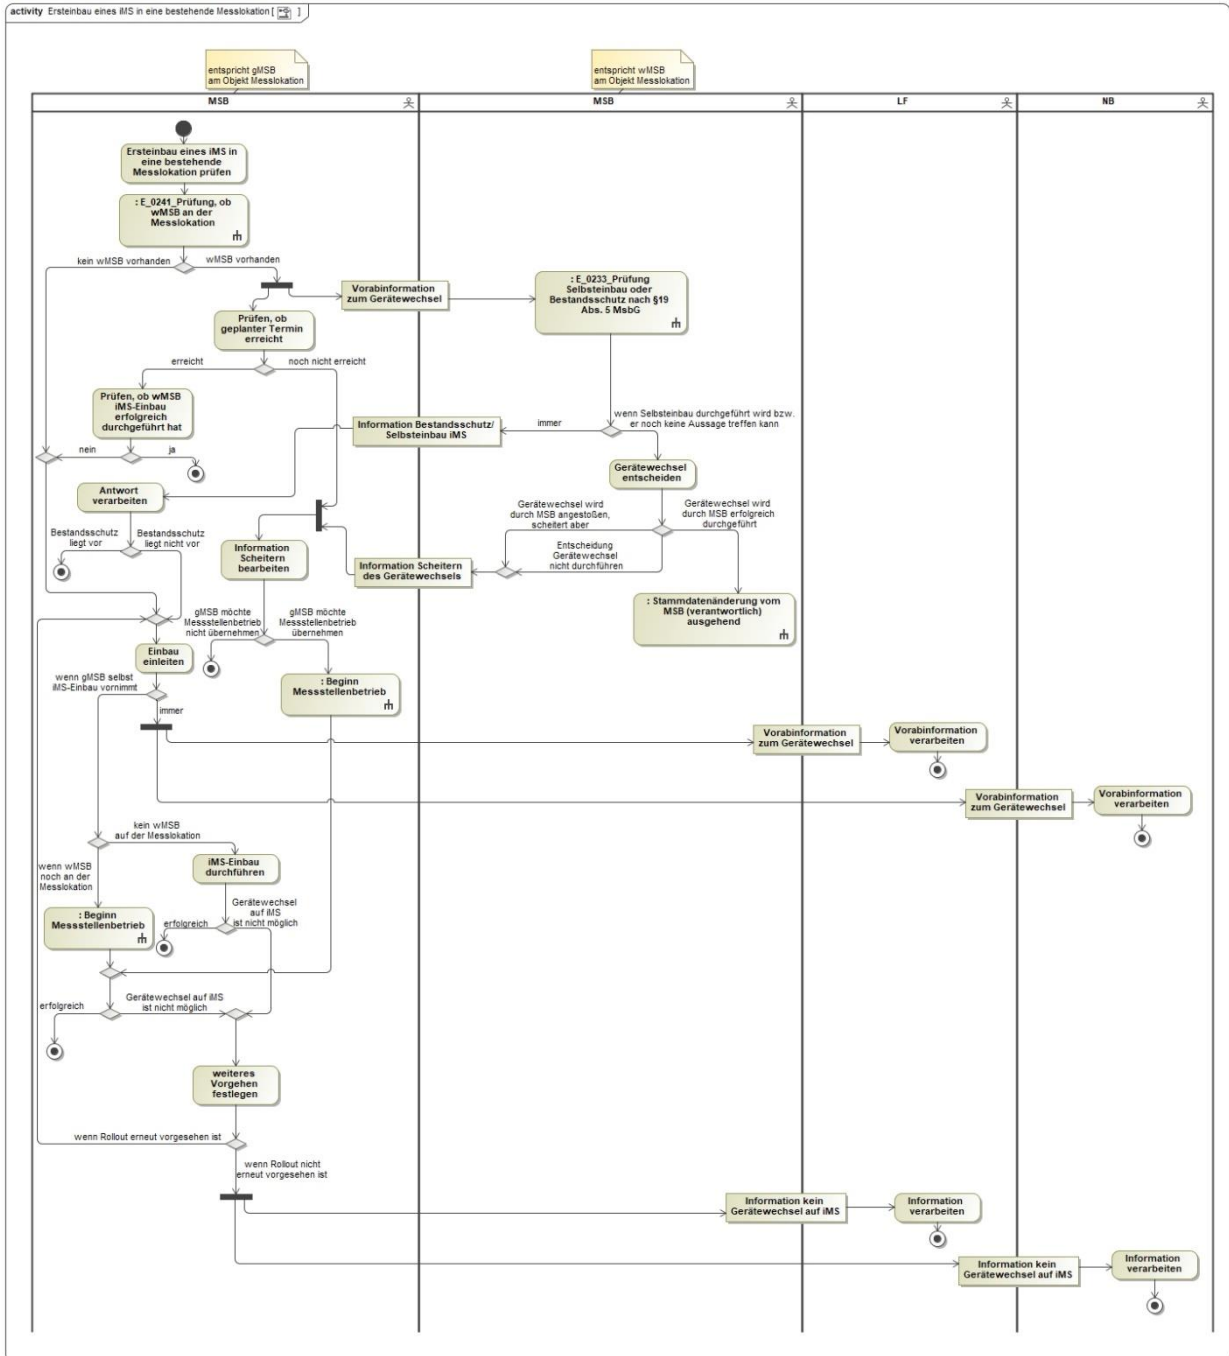 activity Ersteinbau eines iMS in eine bestehende Messlokation [ ]
entspricht gMSB
am Objekt Messlokation
entspricht wMSB
am Objekt Messlokation
MSB
MSB
LF
NB
Ersteinbau eines iMS in
eine bestehende
Messlokation prüfen
: E_0241_Prüfung, ob
wMSB an der
Messlokation
kein wMSB vorhanden
wMSB vorhanden
Vorabinformation
zum Gerätewechsel
: E_0233_Prüfung
Selbsteinbau oder
Bestandsschutz nach §19
Abs. 5 MsbG
Prüfen, ob
geplanter Termin
erreicht
erreicht
noch nicht erreicht
Prüfen, ob wMSB
iMS-Einbau
erfolgreich
durchgeführt hat
nein
ja
Information Bestandsschutz/
Selbsteinbau iMS
immer
wenn Selbsteinbau durchgeführt wird bzw.
er noch keine Aussage treffen kann
Gerätewechsel
entscheiden
Antwort
verarbeiten
Gerätewechsel wird
durch MSB angestoßen,
scheitert aber
Gerätewechsel wird
durch MSB erfolgreich
durchgeführt
Bestandsschutz
liegt vor
Bestandsschutz
liegt nicht vor
Information
Scheitern
bearbeiten
Entscheidung
Gerätewechsel
nicht durchführen
Information Scheitern
des Gerätewechsels
: Stammdatenänderung vom
MSB (verantwortlich)
ausgehend
gMSB möchte
Messstellenbetrieb
nicht übernehmen
gMSB möchte
Messstellenbetrieb
übernehmen
Einbau
einleiten
wenn gMSB selbst
iMS-Einbau vornimmt
: Beginn
Messstellenbetrieb
immer
Vorabinformation
zum Gerätewechsel
Vorabinformation
verarbeiten
Vorabinformation
zum Gerätewechsel
Vorabinformation
verarbeiten
kein wMSB
auf der Messlokation
wenn wMSB
noch an der
Messlokation
iMS-Einbau
durchführen
: Beginn
Messstellenbetrieb
erfolgreich
Gerätewechsel
auf iMS
ist nicht möglich
erfolgreich
Gerätewechsel auf iMS
ist nicht möglich
weiteres
Vorgehen
festlegen
wenn Rollout erneut vorgesehen ist
wenn Rollout nicht
erneut vorgesehen ist
Information kein
Gerätewechsel auf iMS
Information
verarbeiten
Information kein
Gerätewechsel auf iMS
Information
verarbeiten